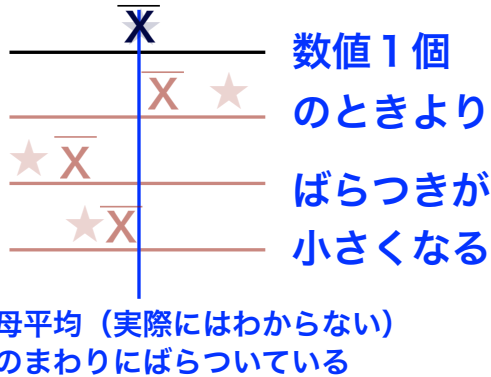 X̅
数値1個
X̅
のときより
X̅
ばらつきが
X̅
小さくなる
母平均（実際にはわからない）
のまわりにばらついている